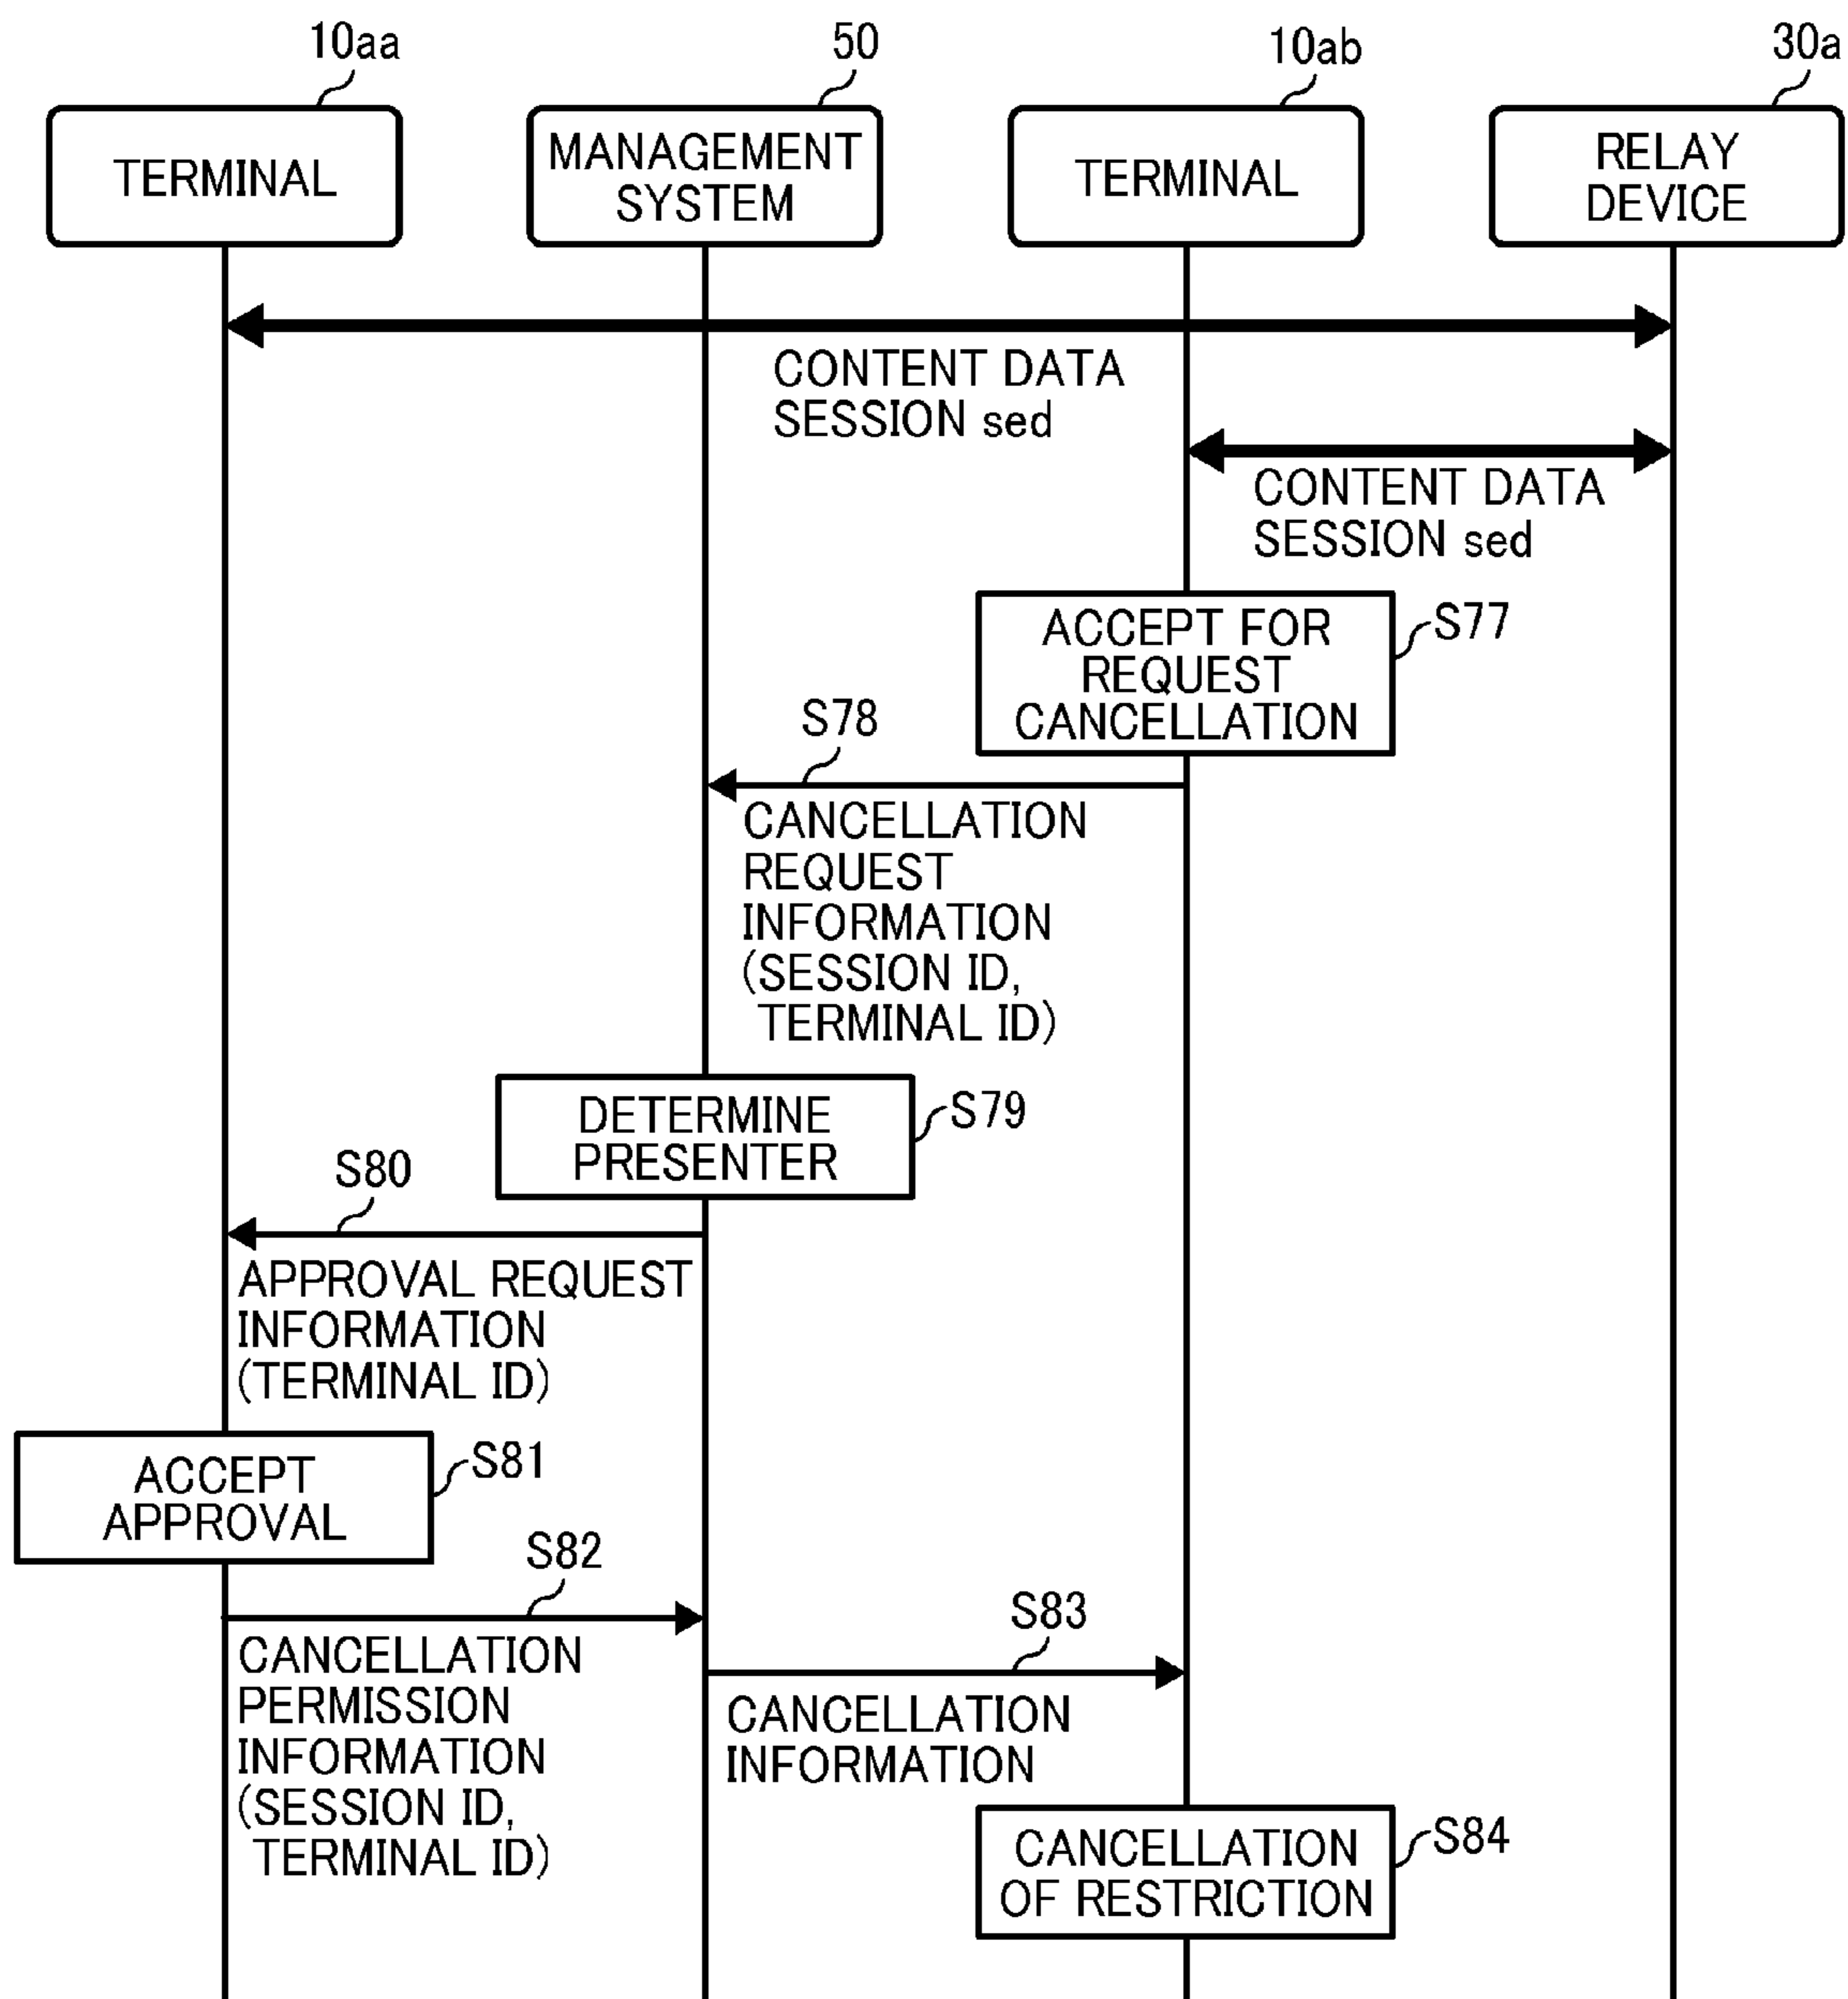 10aa
50
10ab
30a
TERMINAL
MANAGEMENT
SYSTEM
TERMINAL
RELAY
DEVICE
CONTENT DATA
SESSION sed
CONTENT DATA
SESSION sed
ACCEPT FOR
REQUEST
CANCELLATION
S77
S78
CANCELLATION
REQUEST
INFORMATION
(SESSION ID,
TERMINAL ID)
DETERMINE
PRESENTER
S79
S80
APPROVAL REQUEST
INFORMATION
(TERMINAL ID)
ACCEPT
APPROVAL
S81
S82
CANCELLATION
PERMISSION
INFORMATION
(SESSION ID,
TERMINAL ID)
S83
CANCELLATION
INFORMATION
CANCELLATION
OF RESTRICTION
S84